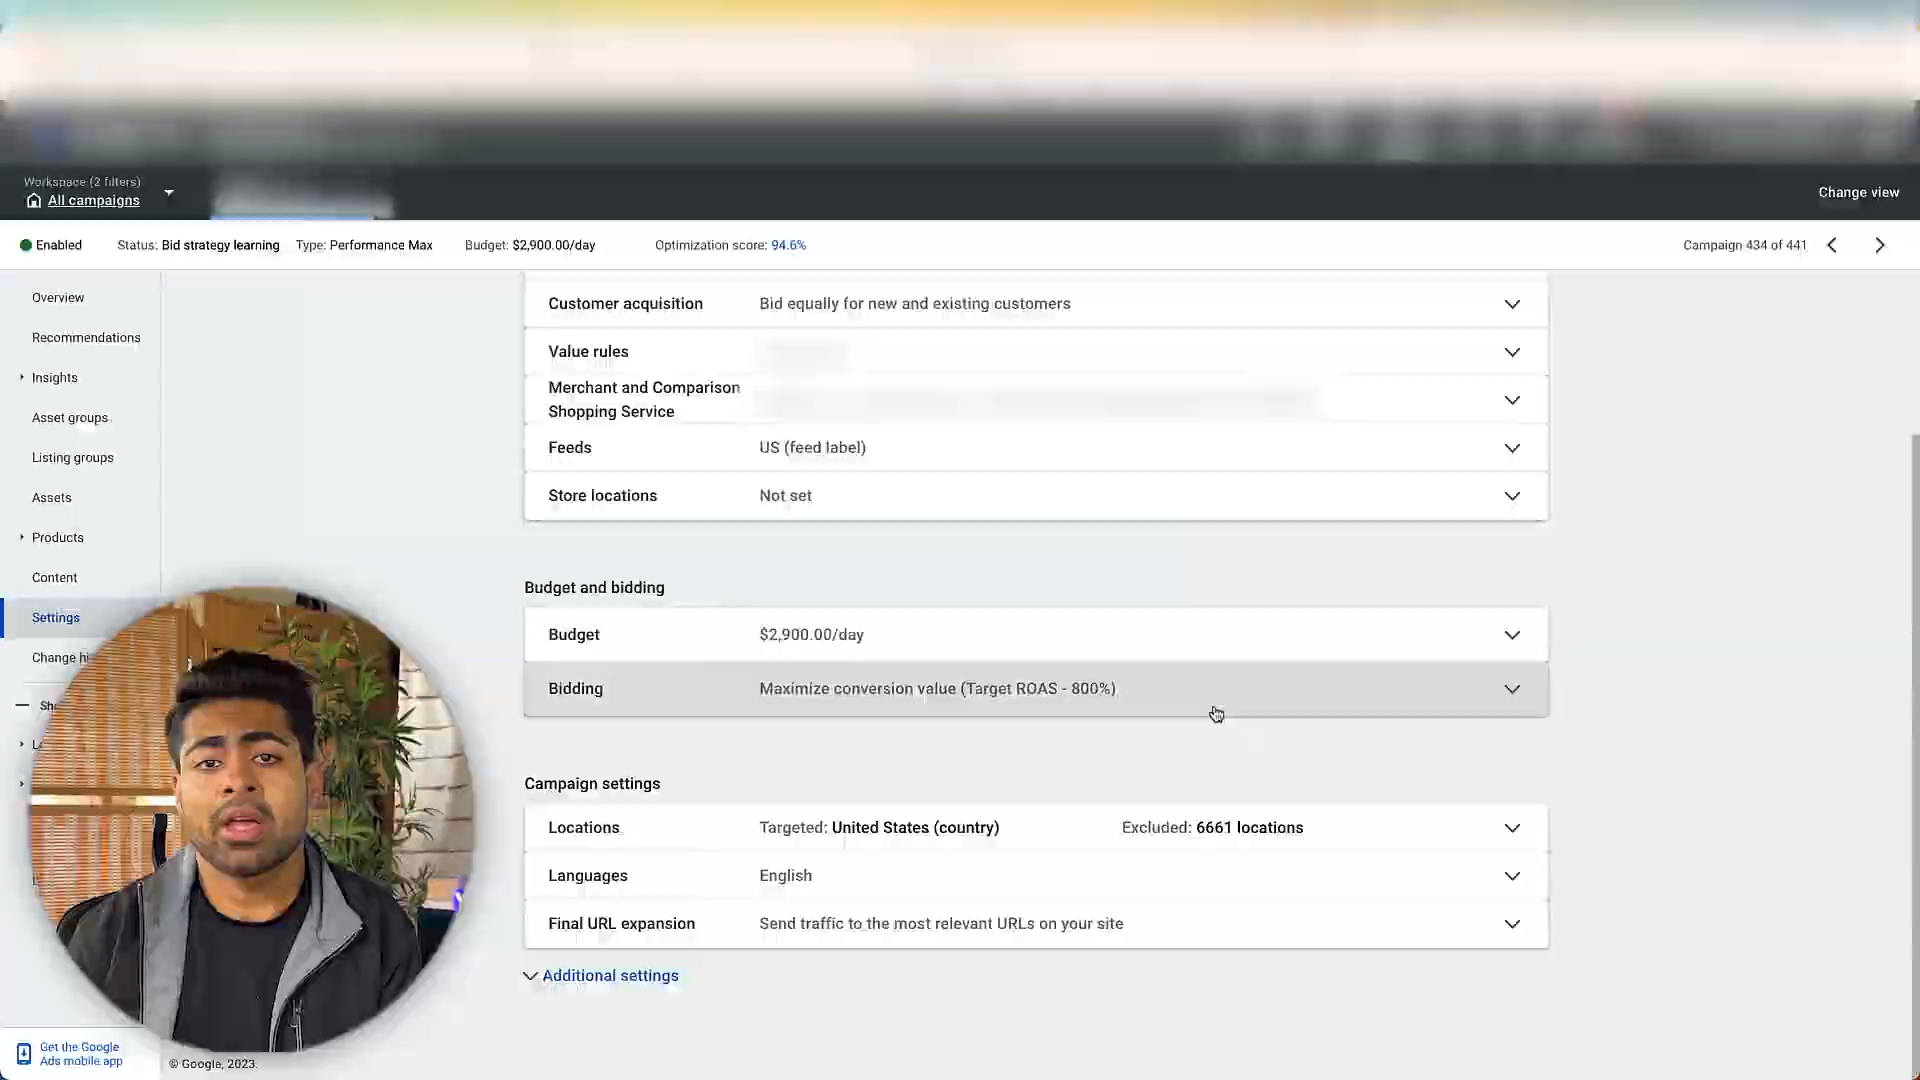 Workspace (2 filters)
All campaigns
Change view
Enabled
Status: Bid strategy learning
Type: Performance Max
Budget: $2,900.00/day
Optimization score: 94.6%
Campaign 434 of 441
Overview
Recommendations
Insights
Asset groups
Listing groups
Assets
Products
Content
Settings
Change
Customer acquisition
Bid equally for new and existing customers
Value rules
Merchant and Comparison
Shopping Service
Feeds
US (feed label)
Store locations
Not set
Budget and bidding
Budget
$2,900.00/day
Bidding
Maximize conversion value (Target ROAS - 800%)
Campaign settings
Locations
Targeted: United States (country)
Excluded: 6661 locations
Languages
English
Final URL expansion
Send traffic to the most relevant URLs on your site
Additional settings
Get the Google
Ads mobile app
© Google, 2023.